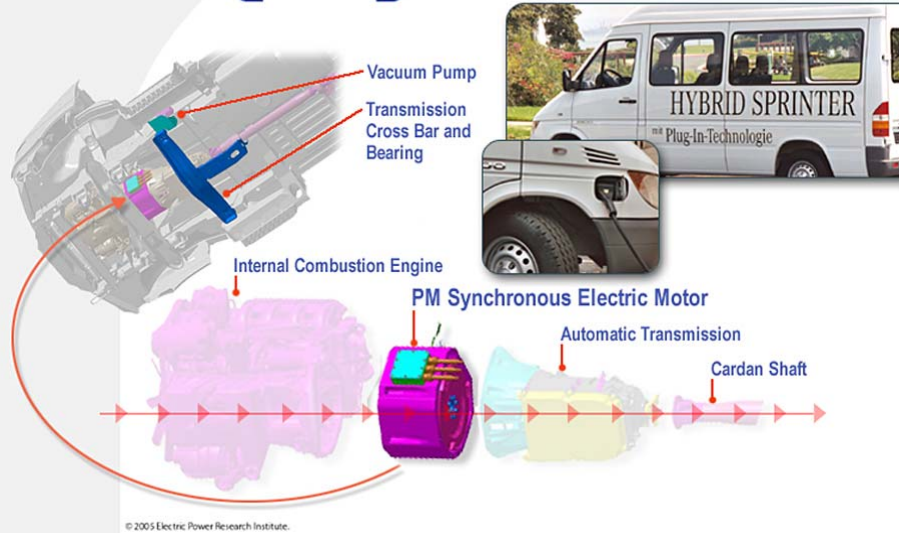 Vacuum Pump
Transmission
Cross Bar and
Bearing
HYBRID SPRINTER
mit Plug-In-Technologie
Internal Combustion Engine
PM Synchronous Electric Motor
Automatic Transmission
Cardan Shaft
© 2005 Electric Power Research Institute.